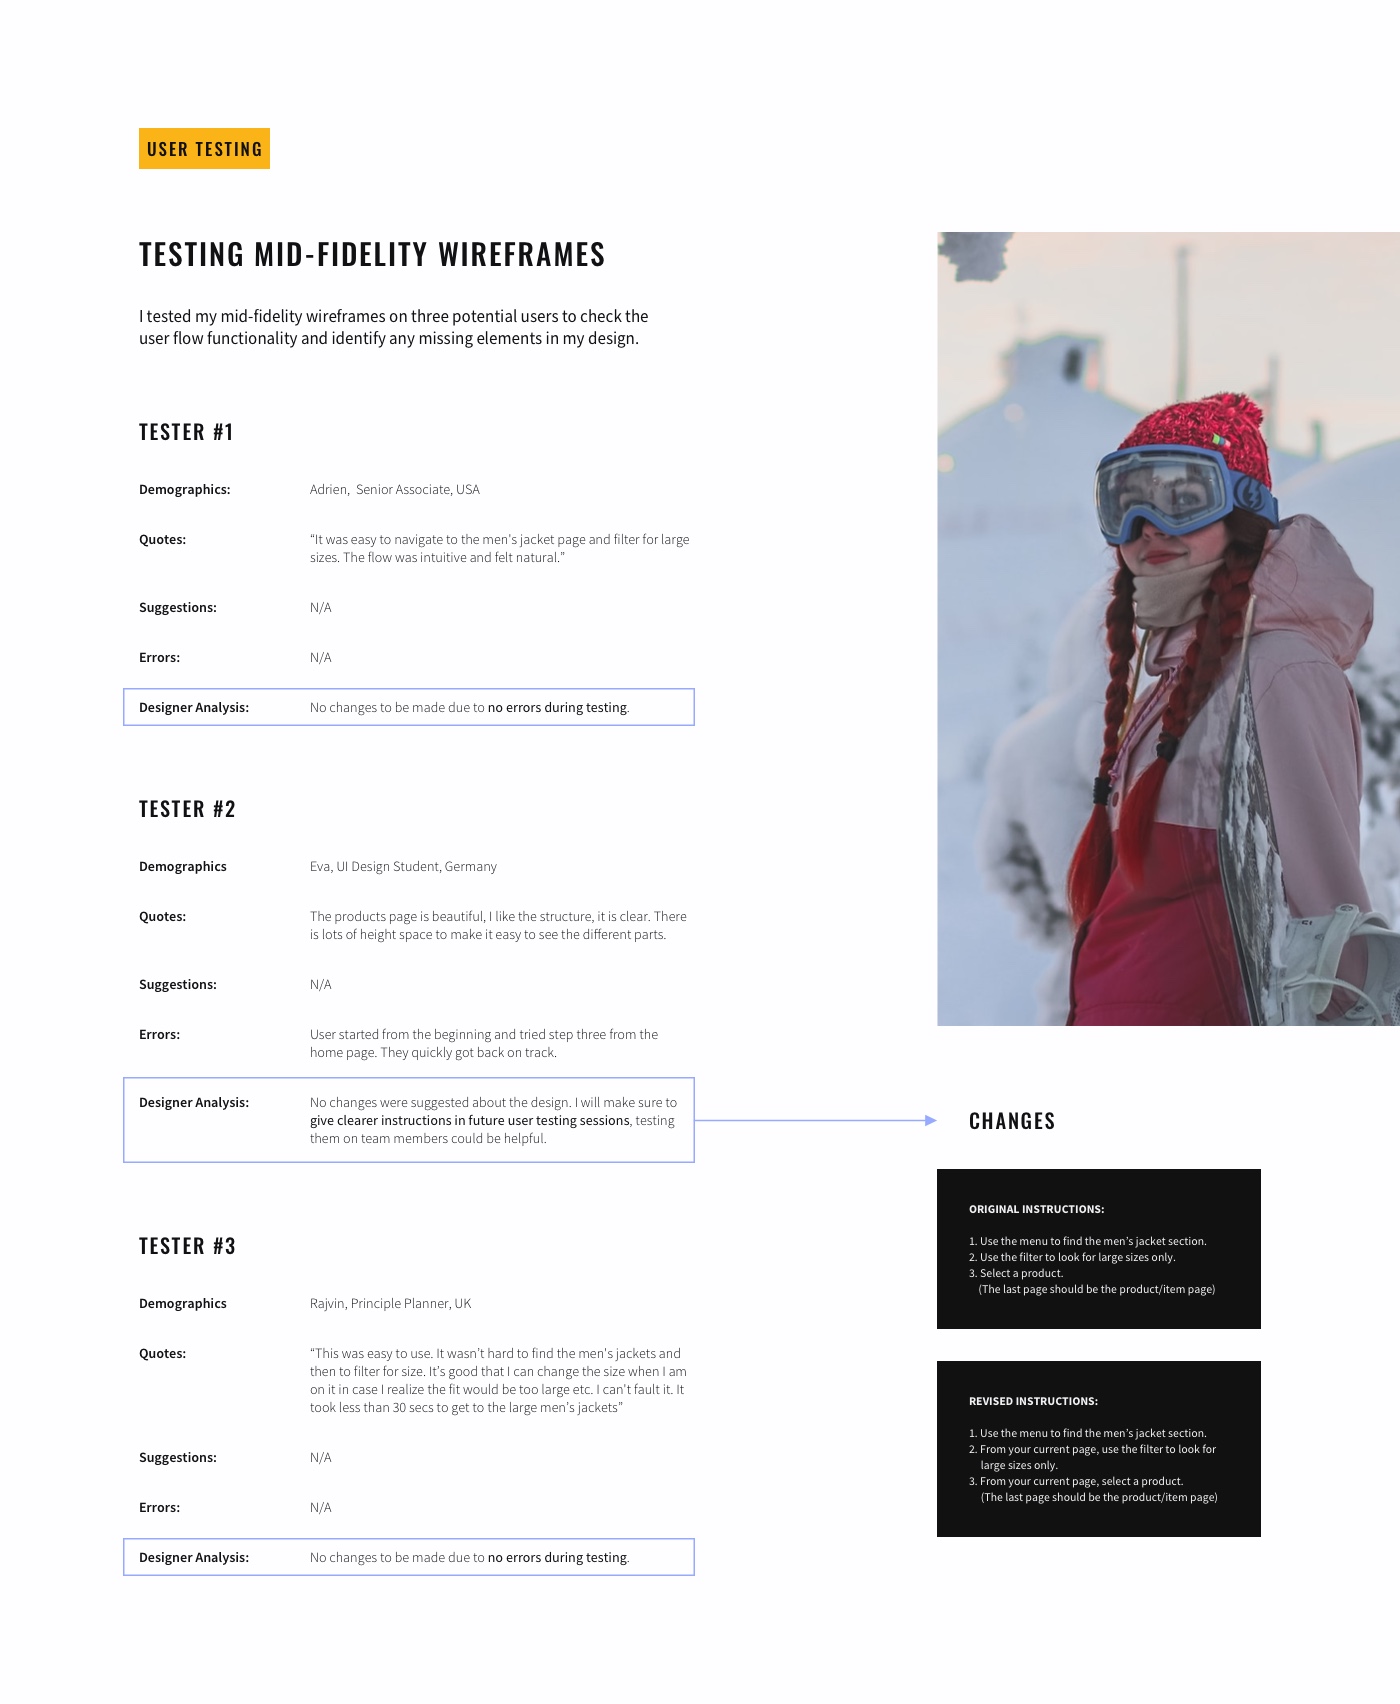 USER TESTING
TESTING MID-FIDELITY WIREFRAMES
I tested my mid-fidelity wireframes on three potential users to check the
user flow functionality and identify any missing elements in my design.
TESTER #1
Demographics: Adrien,  Senior Associate, USA
Quotes: “It was easy to navigate to the men's jacket page and filter for large
sizes. The flow was intuitive and felt natural.”
Suggestions: N/A
Errors: N/A
Designer Analysis: No changes to be made due to no errors during testing.
TESTER #2
Demographics Eva, UI Design Student, Germany
Quotes: The products page is beautiful, I like the structure, it is clear. There
is lots of height space to make it easy to see the different parts.
Suggestions: N/A
Errors: User started from the beginning and tried step three from the
home page. They quickly got back on track.
Designer Analysis: No changes were suggested about the design. I will make sure to
give clearer instructions in future user testing sessions, testing
them on team members could be helpful.
TESTER #3
Demographics Rajvin, Principle Planner, UK
Quotes: “This was easy to use. It wasn’t hard to find the men's jackets and
then to filter for size. It’s good that I can change the size when I am
on it in case I realize the fit would be too large etc. I can't fault it. It
took less than 30 secs to get to the large men’s jackets”
Suggestions: N/A
Errors: N/A
Designer Analysis: No changes to be made due to no errors during testing.
CHANGES
ORIGINAL INSTRUCTIONS:
1. Use the menu to find the men’s jacket section.
2. Use the filter to look for large sizes only.
3. Select a product.
(The last page should be the product/item page)
REVISED INSTRUCTIONS:
1. Use the menu to find the men’s jacket section.
2. From your current page, use the filter to look for
large sizes only.
3. From your current page, select a product.
(The last page should be the product/item page)